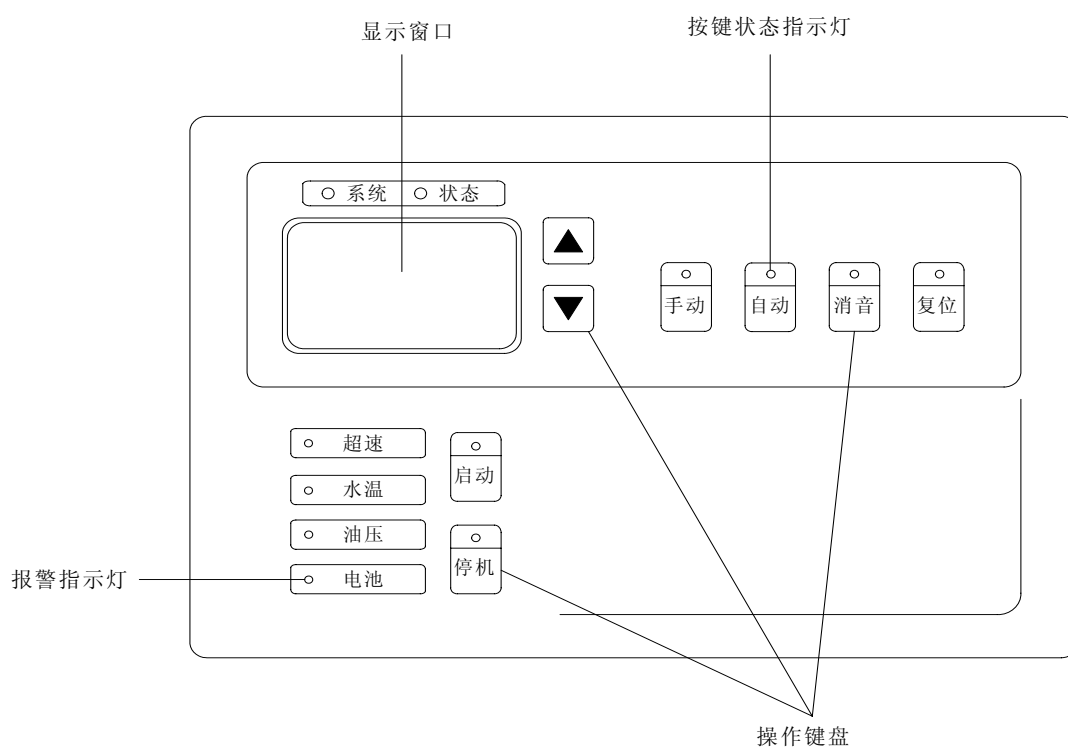 显示窗口
按键状态指示灯
系统 状态
手动 自动 消音 复位
超速
启动
水温
油压
停机
电池
报警指示灯
操作键盘